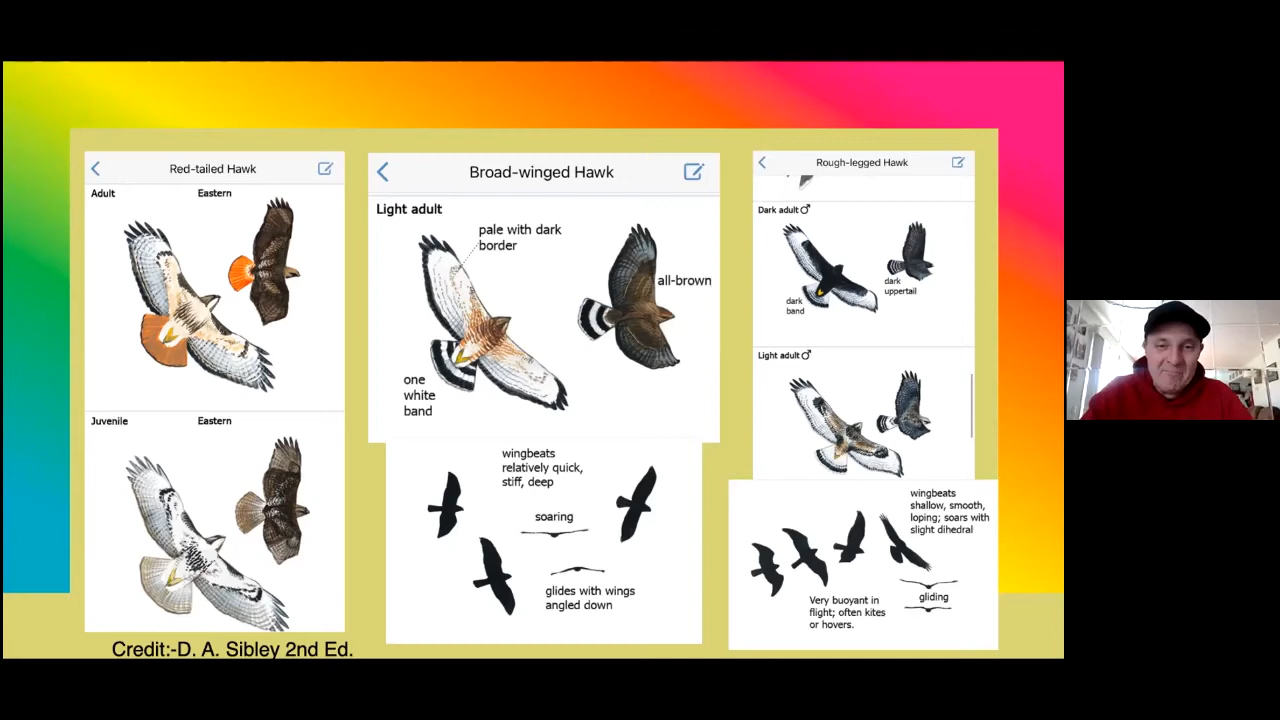 Red-tailed Hawk
Adult
Eastern
Juvenile
Eastern
Broad-winged Hawk
Light adult
pale with dark
border
all-brown
one
white
band
wingbeats
relatively quick,
stiff, deep
soaring
glides with wings
angled down
Rough-legged Hawk
Dark adult♂
dark
uppertail
dark
band
Light adult♂
wingbeats
shallow, smooth,
loping; soars with
slight dihedral
gliding
Very buoyant in
flight; often kites
or hovers.
Credit:-D. A. Sibley 2nd Ed.